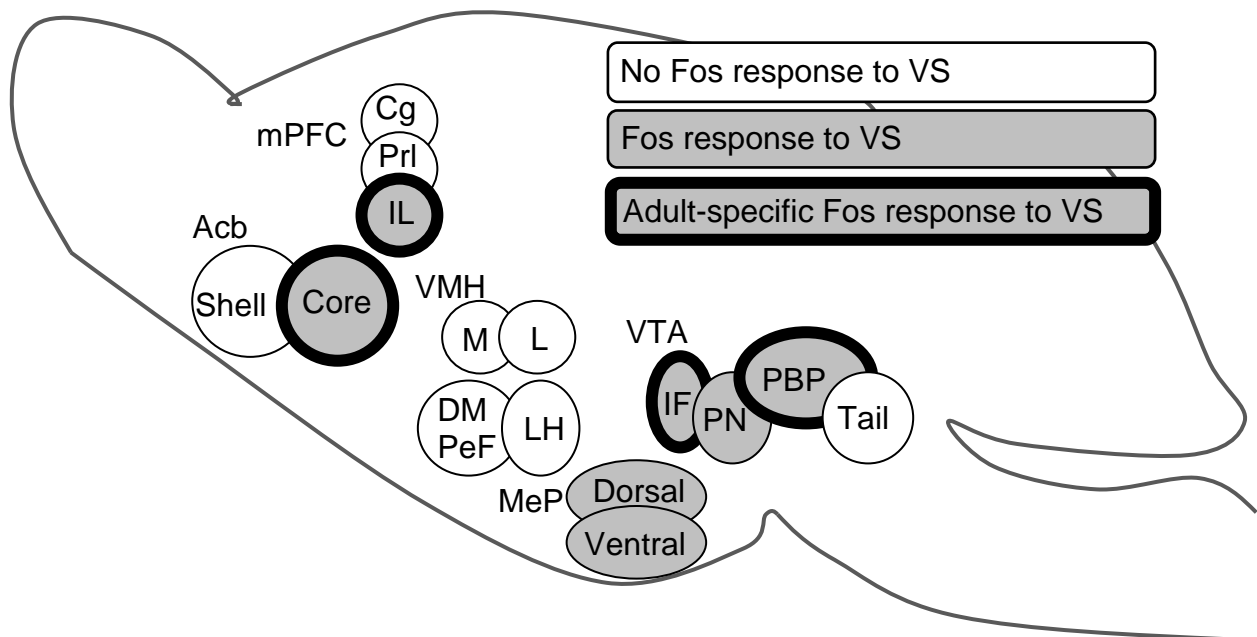 No Fos response to VS
Fos response to VS
Adult-specific Fos response to VS
mPFC
Cg
Prl
IL
Acb
Shell
Core
VMH
M
L
DM
PeF
LH
VTA
IF
PN
PBP
Tail
MeP
Dorsal
Ventral